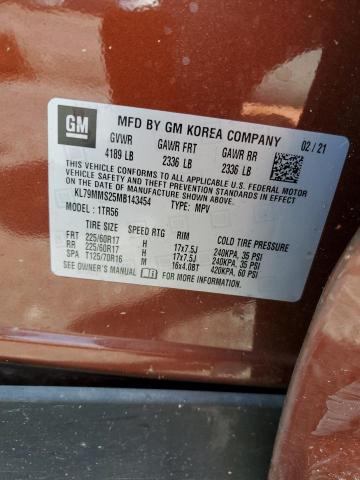 GM
MFD BY GM KOREA COMPANY 02/21
GVWR GAWR FRT GAWR RR
4189 LB 2336 LB 2336 LB
THIS VEHICLE CONFORMS TO ALL APPLICABLE U.S. FEDERAL MOTOR
VEHICLE SAFETY, BUMPER, AND THEFT PREVENTION STANDARDS IN
EFFECT ON THE DATE OF MANUFACTURE SHOWN ABOVE.
KL79MMS25MB143454 TYPE: MPV
MODEL: 1TR56
TIRE SIZE SPEED RTG RIM COLD TIRE PRESSURE
FRT 225/60R17 H 17x7.5J 240KPA, 35 PSI
RR 225/60R17 H 17x7.5J 240KPA, 35 PSI
SPA T125/70R16 M 16x4.0BT 420KPA, 60 PSI
SEE OWNER'S MANUAL FOR MORE INFORMATION.